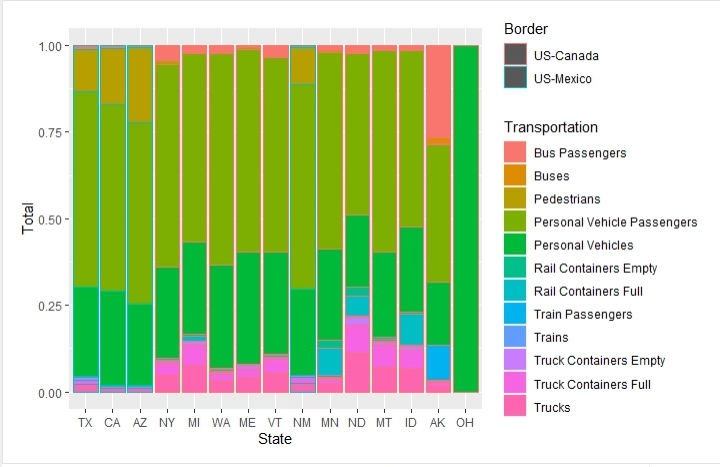 Border
US-Canada
US-Mexico
Transportation
Bus Passengers
Buses
Pedestrians
Personal Vehicle Passengers
Personal Vehicles
Rail Containers Empty
Rail Containers Full
Train Passengers
Trains
Truck Containers Empty
Truck Containers Full
Trucks
1.00
0.75
0.50
0.25
0.00
Total
TX CA AZ NY MI WA ME VT NM MN ND MT ID AK OH
State